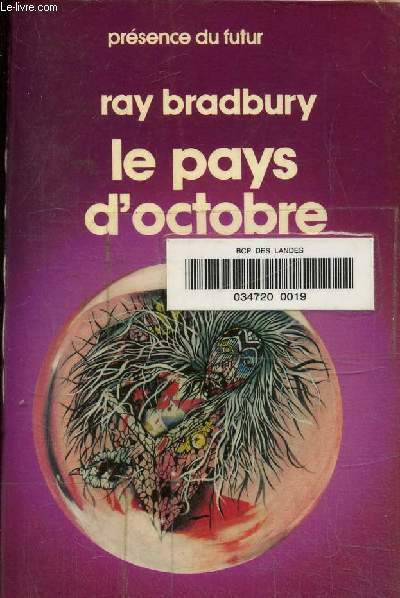 Le-livre.com
présence du futur
ray bradbury
le pays
d'octobre
BCP DES LANDES
034720 0019